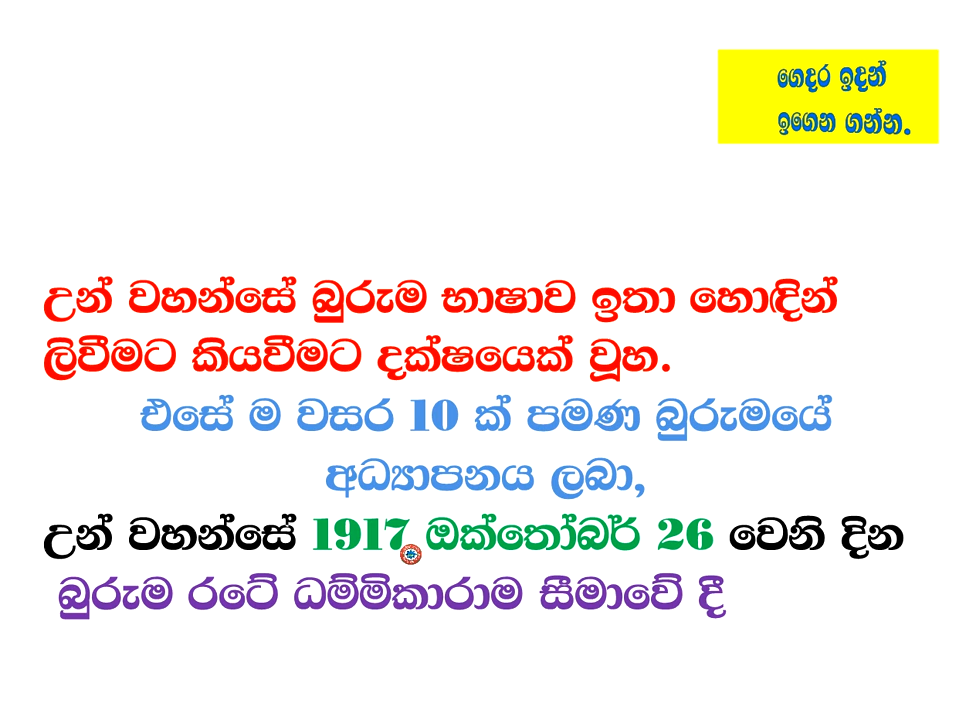 ගෙදර ඉදන්
ඉගෙන ගන්න.
උන් වහන්සේ බුරුම භාෂාව ඉතා හොඳින්
ලිවීමට කියවීමට දක්ෂයෙක් වූහ.
එසේ ම වසර 10 ක් පමණ බුරුමයේ
අධ්‍යාපනය ලබා,
උන් වහන්සේ 1917 ඔක්තෝබර් 26 වෙනි දින
බුරුම රටේ ධම්මිකාරාම සීමාවේ දී